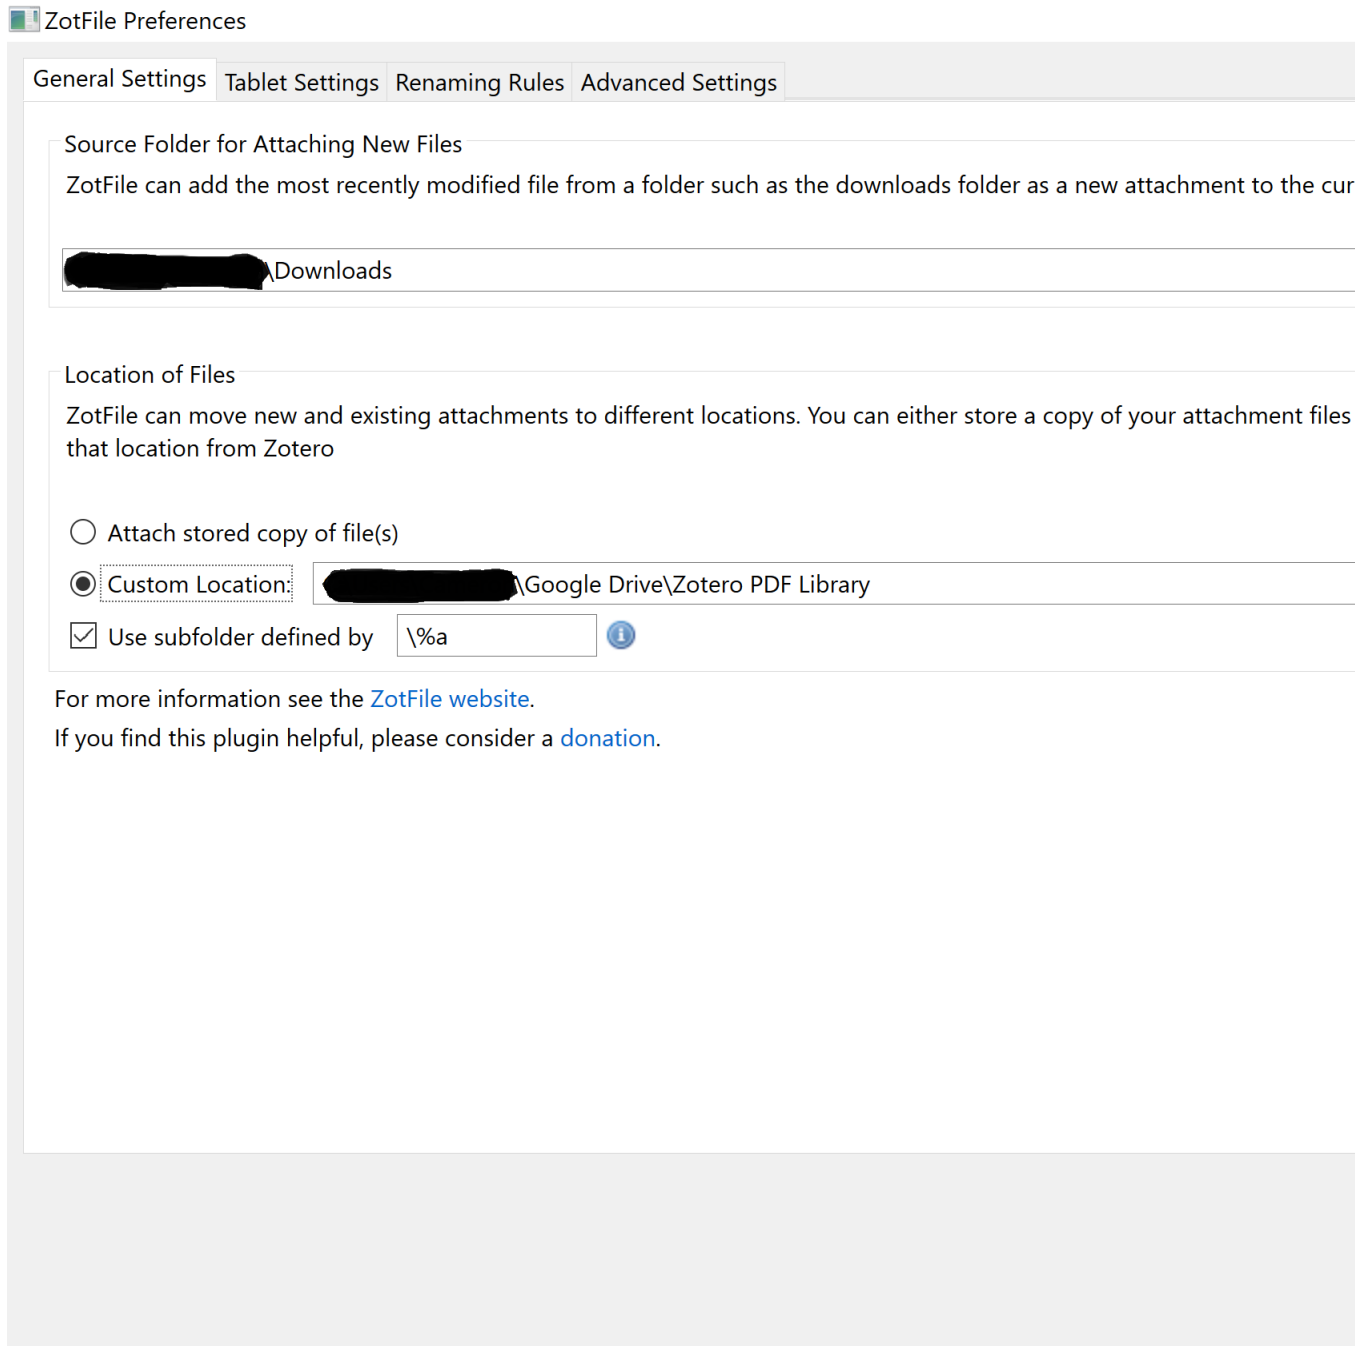 ZotFile Preferences
General Settings Tablet Settings Renaming Rules Advanced Settings
Source Folder for Attaching New Files
ZotFile can add the most recently modified file from a folder such as the downloads folder as a new attachment to the cur
\Downloads
Location of Files
ZotFile can move new and existing attachments to different locations. You can either store a copy of your attachment files
that location from Zotero
Attach stored copy of file(s)
Custom Location: \Google Drive\Zotero PDF Library
Use subfolder defined by \%a
For more information see the ZotFile website.
If you find this plugin helpful, please consider a donation.